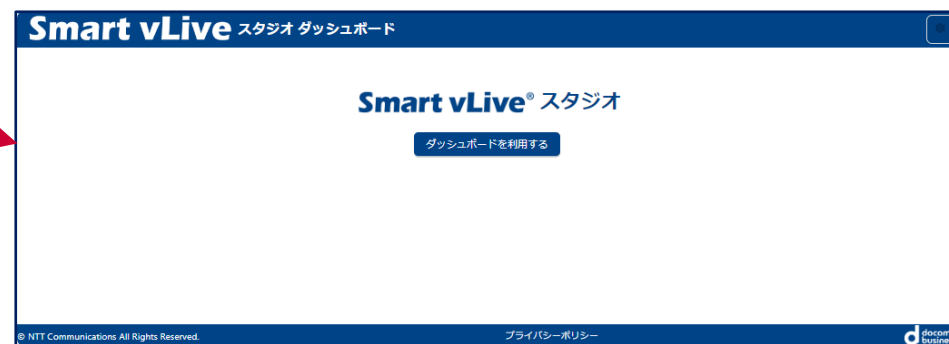 Smart vLive スタジオ ダッシュボード
Smart vLive® スタジオ
ダッシュボードを利用する
© NTT Communications All Rights Reserved.
プライバシーポリシー